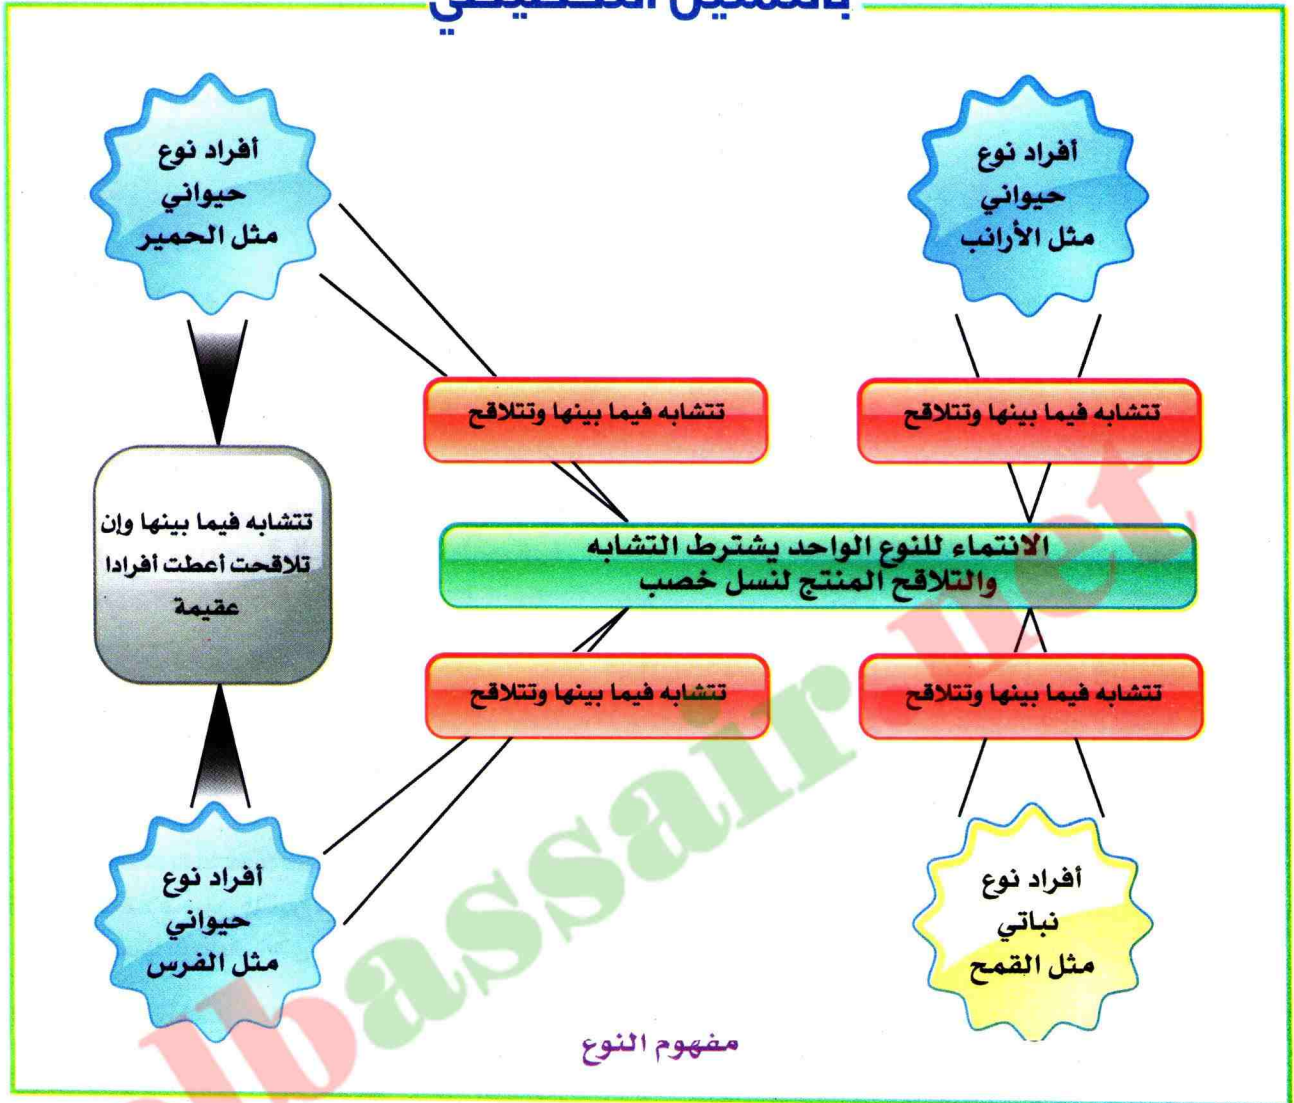 أفراد نوع
حيواني
مثل الأرانب
أفراد نوع
حيواني
مثل الحمير
تتشابه فيما بينها وتتلاقح
تتشابه فيما بينها وتتلاقح
تتشابه فيما بينها وإن
تلاقحت أعطت أفرادا
عقيمة
الانتماء للنوع الواحد يشترط التشابه
والتلاقح المنتج لنسل خصب
تتشابه فيما بينها وتتلاقح
تتشابه فيما بينها وتتلاقح
أفراد نوع
نباتي
مثل القمح
أفراد نوع
حيواني
مثل الفرس
مفهوم النوع
lbassair.net